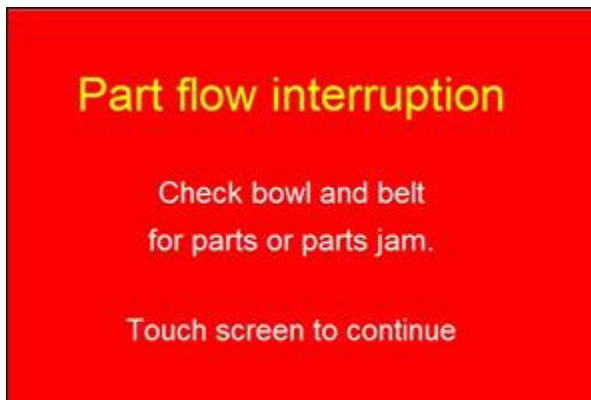 Part flow interruption
Check bowl and belt
for parts or parts jam.
Touch screen to continue